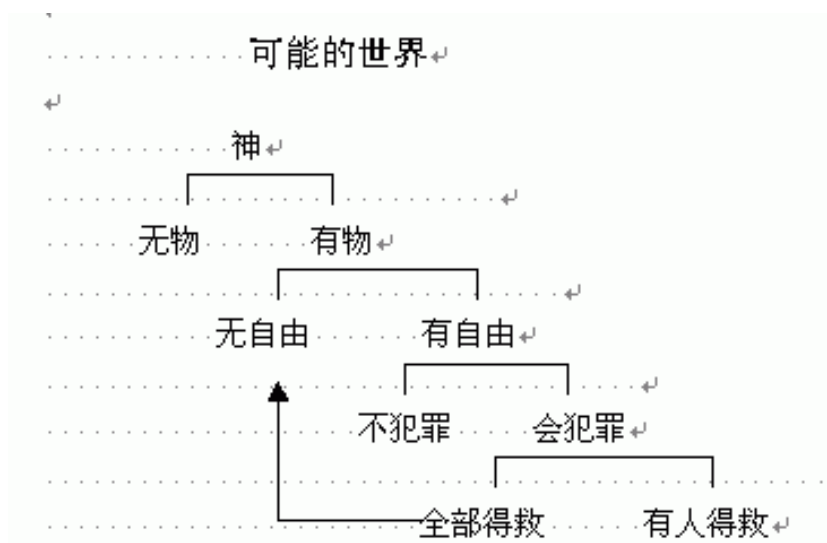 可能的世界
神
无物 有物
无自由 有自由
不犯罪 会犯罪
全部得救 有人得救